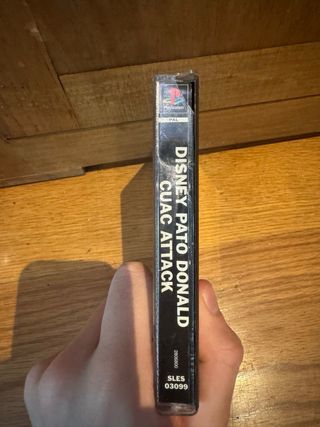 PAL
DISNEY PATO DONALD
CUAC ATTACK
SLES
03099